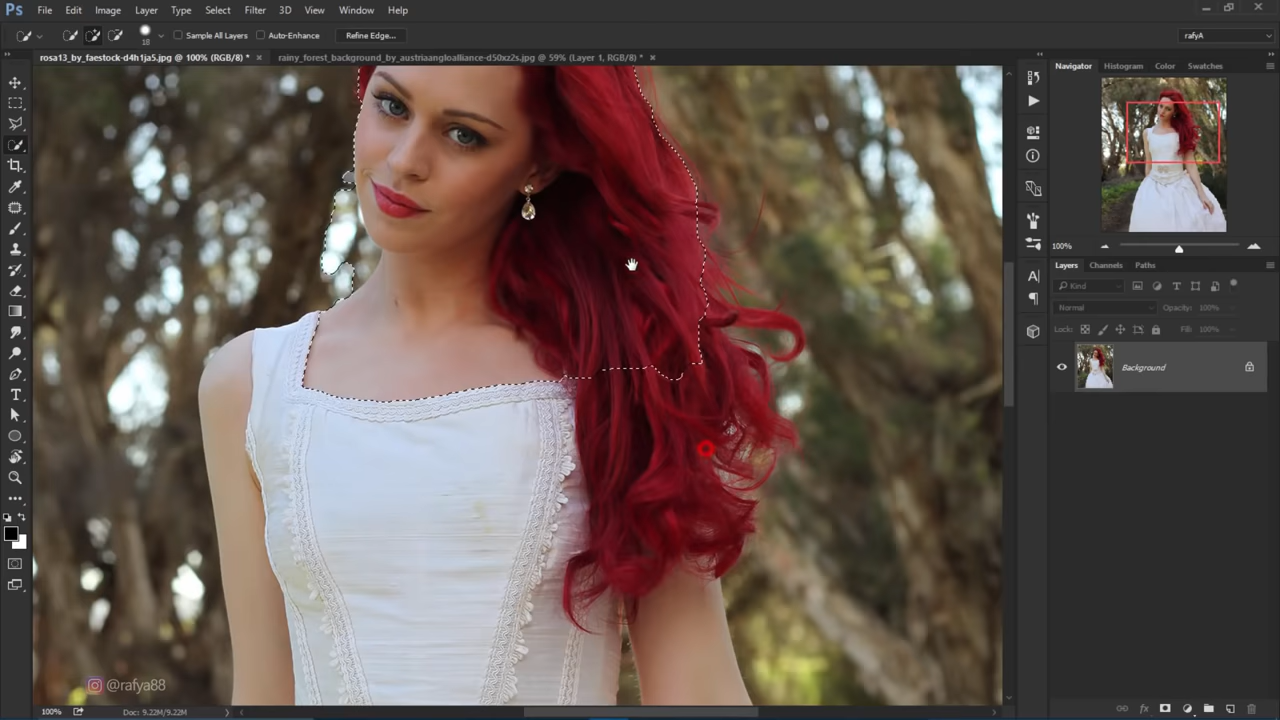 Ps File Edit Image Layer Type Select Filter 3D View Window Help
18 Sample All Layers Auto-Enhance Refine Edge... rafyA
rosa13_by_faestock-d4h1ja5.jpg @ 100% (RGB/8) * × rainy_forest_background_by_austriaangloalliance-d50xz2s.jpg @ 59% (Layer 1, RGB/8) * ×
Navigator Histogram Color Swatches
100%
Layers Channels Paths
Kind
Normal Opacity: 100%
Lock: Fill: 100%
Background
@rafya88
100% Doc: 9.22M/9.22M